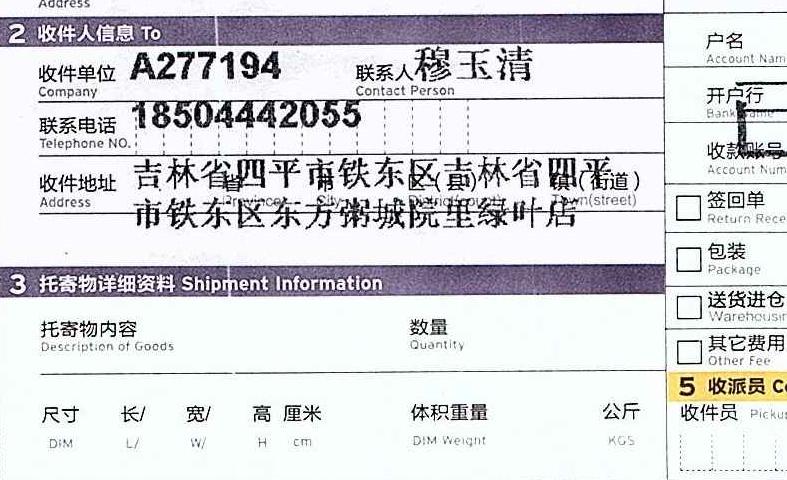 Address
2 收件人信息 To
收件单位 A277194 联系人 穆玉清
Company Contact Person
联系电话 18504442055
Telephone NO.
收件地址 吉林省四平市铁东区吉林省四平
省 市 区(县) 镇(街道)
Address Province City District(county) Town(street)
市铁东区东方粥城院里绿叶店
3 托寄物详细资料 Shipment Information
托寄物内容 数量
Description of Goods Quantity
尺寸 长/ 宽/ 高 厘米 体积重量 公斤
DIM L/ W/ H cm DIM Weight KGS
户名
Account Nam
开户行
Bank Name
收款账号
Account Num
签回单
Return Rece
包装
Package
送货进仓
Warehousin
其它费用
Other Fee
5 收派员 Co
收件员 Pickup